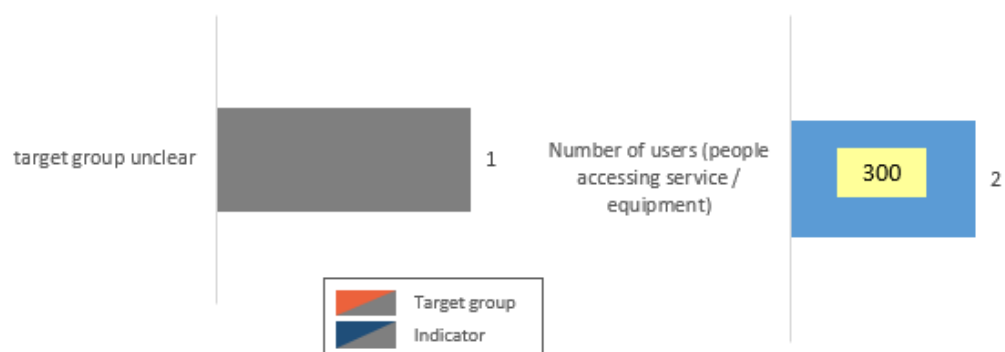 target group unclear
1
Number of users (people
accessing service /
equipment)
300
2
Target group
Indicator